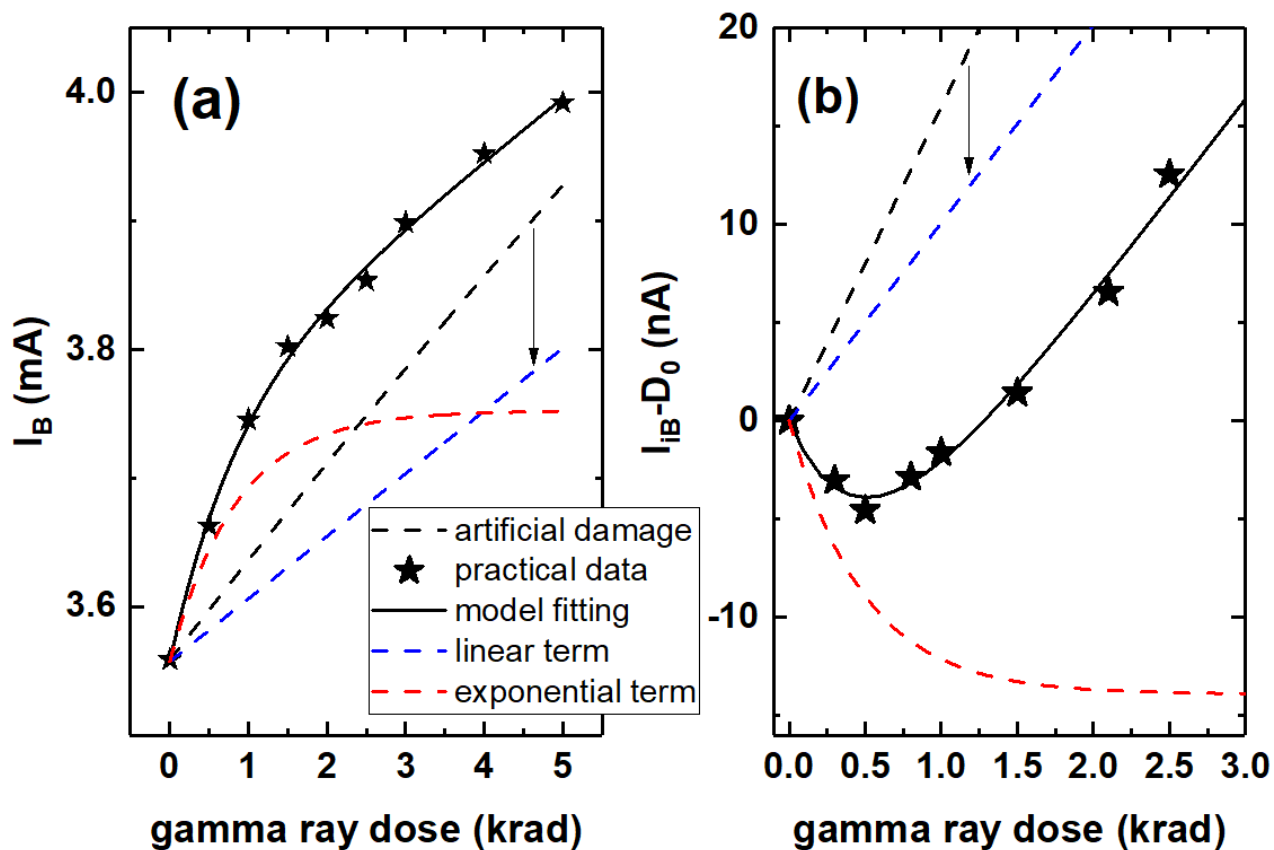 (a)
I_B (mA)
4.0
3.8
3.6
0 1 2 3 4 5
gamma ray dose (krad)
artificial damage
practical data
model fitting
linear term
exponential term
(b)
I_iB-D_0 (nA)
20
10
0
-10
0.0 0.5 1.0 1.5 2.0 2.5 3.0
gamma ray dose (krad)